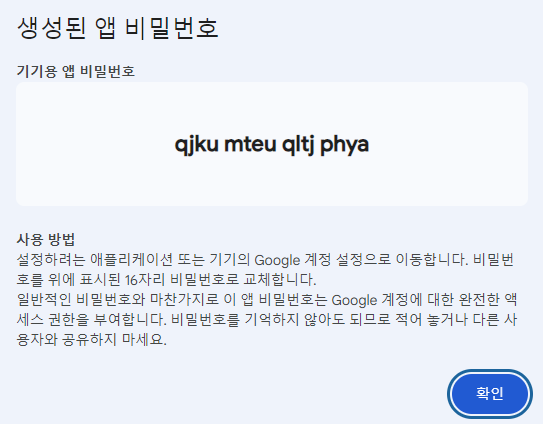 생성된 앱 비밀번호
기기용 앱 비밀번호
qjku mteu qltj phya
사용 방법
설정하려는 애플리케이션 또는 기기의 Google 계정 설정으로 이동합니다. 비밀번
호를 위에 표시된 16자리 비밀번호로 교체합니다.
일반적인 비밀번호와 마찬가지로 이 앱 비밀번호는 Google 계정에 대한 완전한 액
세스 권한을 부여합니다. 비밀번호를 기억하지 않아도 되므로 적어 놓거나 다른 사
용자와 공유하지 마세요.
확인